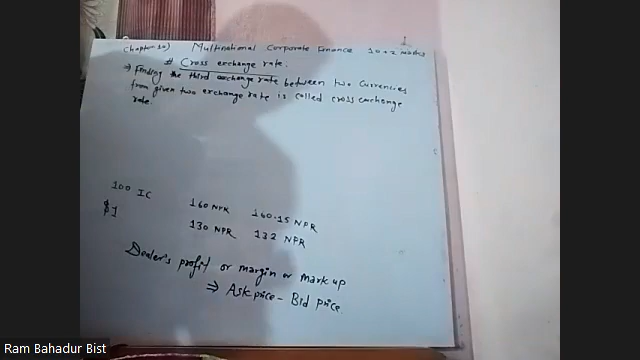 Chapter 10) Multinational Corporate Finance 10+2 marks
# Cross exchange rate.
⇒ Finding the third exchange rate between two currencies
from given two exchange rate is called cross exchange
rate.
100 IC 160 NPR 160.15 NPR
$1 130 NPR 132 NPR
Dealer's profit or margin or mark up
⇒ Ask price - Bid price
Ram Bahadur Bist